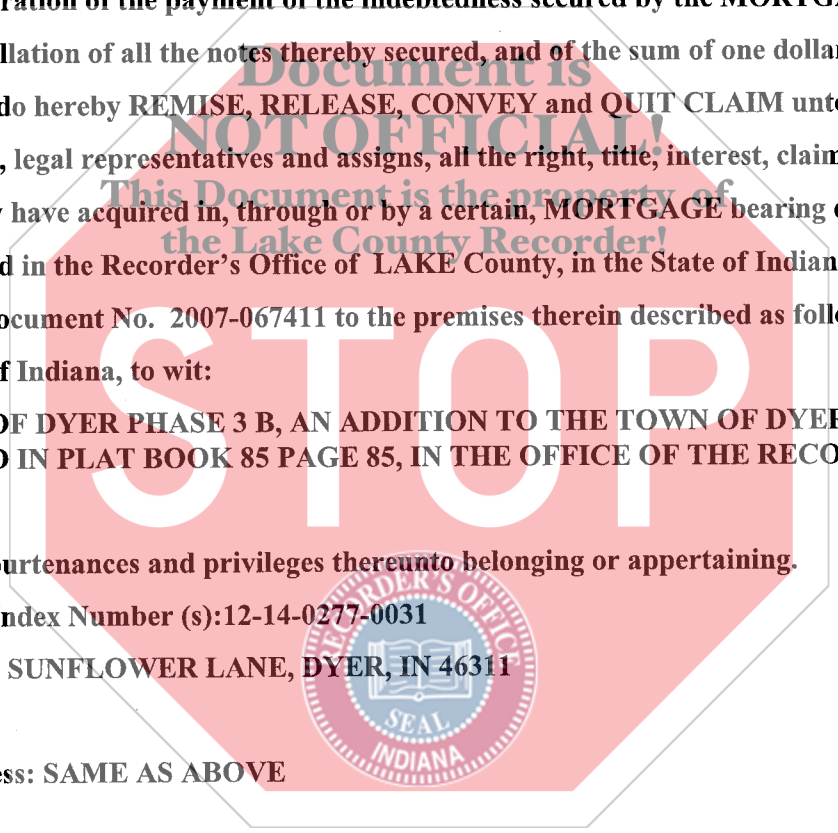 ration of the payment of the indebtedness secured by the MORTGA
llation of all the notes thereby secured, and of the sum of one dollar
Document is
do hereby REMISE, RELEASE, CONVEY and QUIT CLAIM unto
NOT OFFICIAL!
, legal representatives and assigns, all the right, title, interest, claim
This Document is the property of
have acquired in, through or by a certain, MORTGAGE bearing
the Lake County Recorder!
d in the Recorder's Office of LAKE County, in the State of Indian
ocument No. 2007-067411 to the premises therein described as follo
STOP
f Indiana, to wit:
OF DYER PHASE 3 B, AN ADDITION TO THE TOWN OF DYER
D IN PLAT BOOK 85 PAGE 85, IN THE OFFICE OF THE RECO
urtenances and privileges thereunto belonging or appertaining.
ndex Number (s):12-14-0277-0031
SUNFLOWER LANE, DYER, IN 46311
RECORDER'S OFFICE
SEAL
INDIANA
ess: SAME AS ABOVE